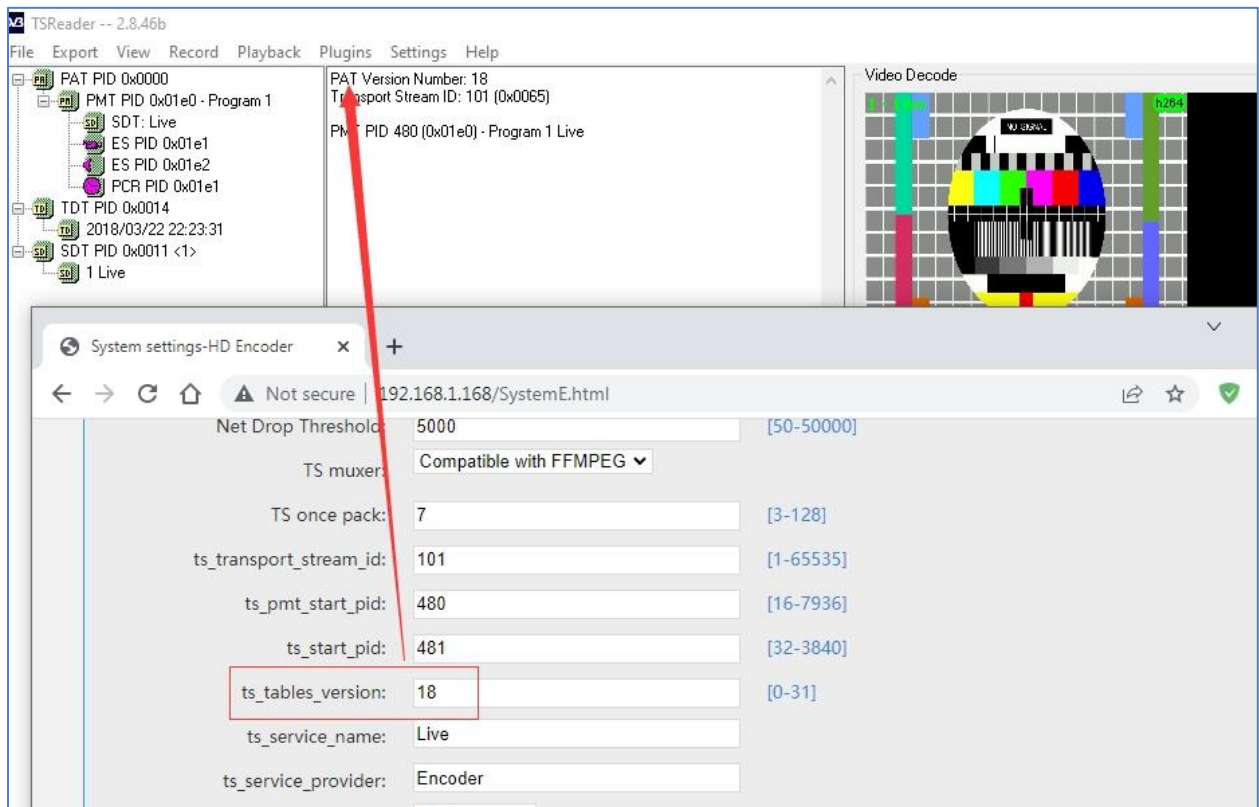 TSReader -- 2.8.46b
File Export View Record Playback Plugins Settings Help
PAT PID 0x0000
PMT PID 0x01e0 - Program 1
SDT: Live
ES PID 0x01e1
ES PID 0x01e2
PCR PID 0x01e1
TDT PID 0x0014
2018/03/22 22:23:31
SDT PID 0x0011 <1>
1 Live
PAT Version Number: 18
Transport Stream ID: 101 (0x0065)
PMT PID 480 (0x01e0) - Program 1 Live
Video Decode
h264
NO SIGNAL
System settings-HD Encoder
Not secure 192.168.1.168/SystemE.html
Net Drop Threshold: 5000 [50-50000]
TS muxer: Compatible with FFMPEG
TS once pack: 7 [3-128]
ts_transport_stream_id: 101 [1-65535]
ts_pmt_start_pid: 480 [16-7936]
ts_start_pid: 481 [32-3840]
ts_tables_version: 18 [0-31]
ts_service_name: Live
ts_service_provider: Encoder